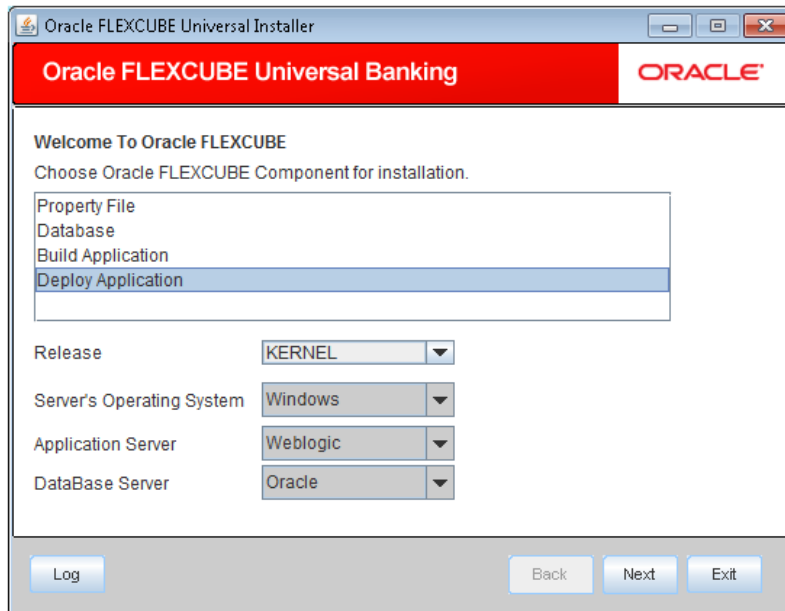 Oracle FLEXCUBE Universal Installer
Oracle FLEXCUBE Universal Banking
ORACLE
Welcome To Oracle FLEXCUBE
Choose Oracle FLEXCUBE Component for installation.
Property File
Database
Build Application
Deploy Application
Release KERNEL
Server's Operating System Windows
Application Server Weblogic
DataBase Server Oracle
Log Back Next Exit